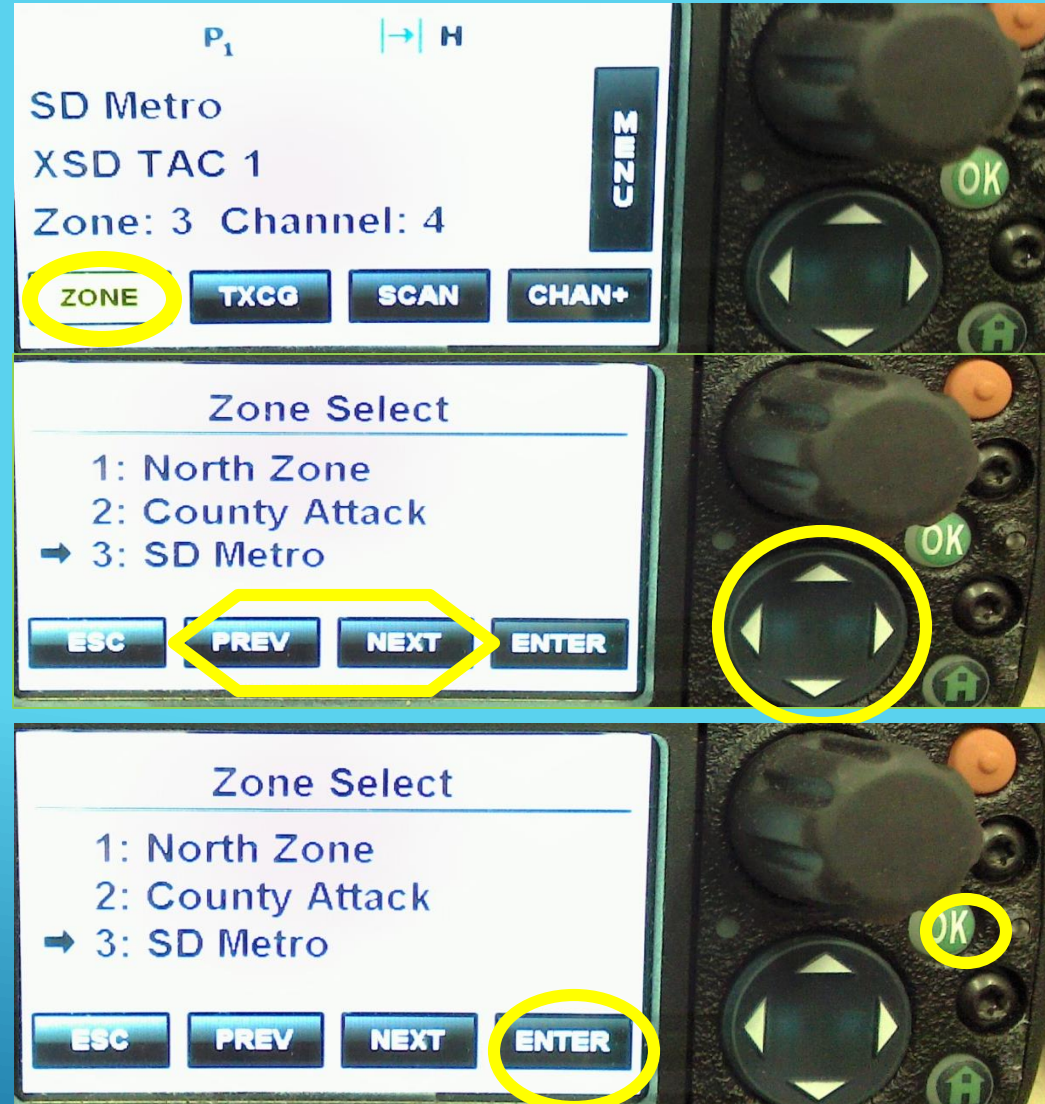 P1 H
SD Metro
XSD TAC 1
Zone: 3 Channel: 4
MENU
ZONE TXCG SCAN CHAN+
OK
Zone Select
1: North Zone
2: County Attack
3: SD Metro
ESC PREV NEXT ENTER
OK
Zone Select
1: North Zone
2: County Attack
3: SD Metro
ESC PREV NEXT ENTER
OK